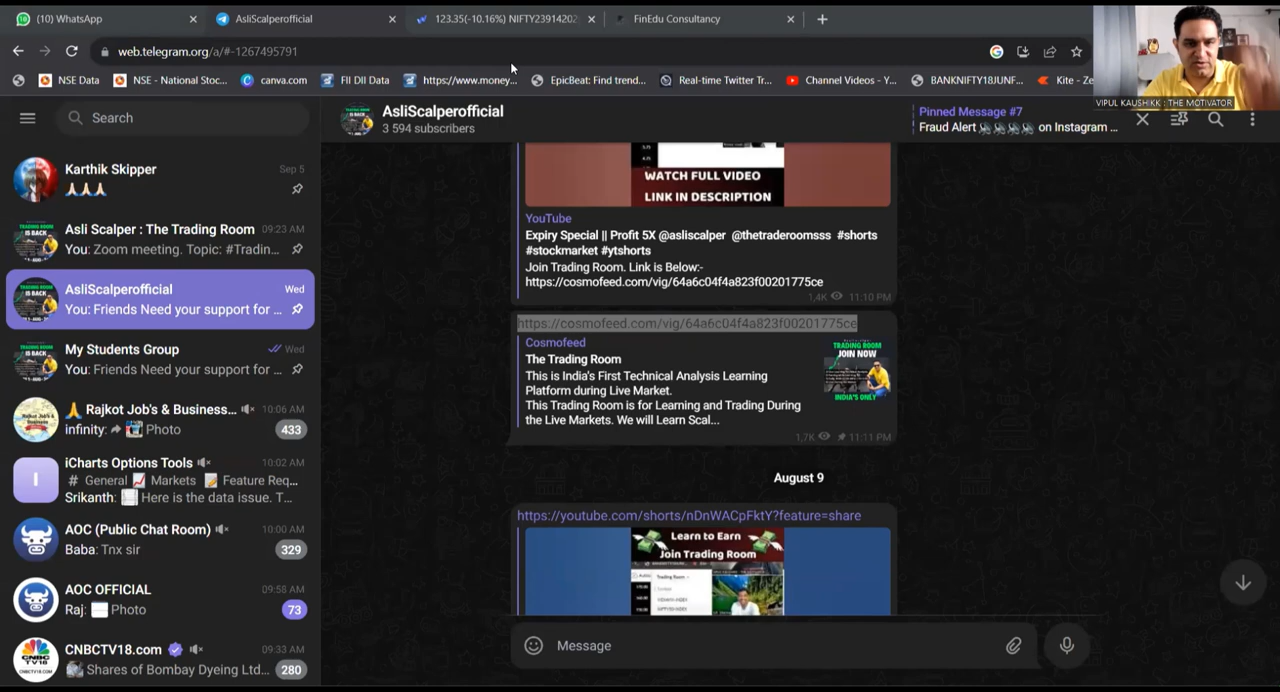 (10) WhatsApp
AsliScalperofficial
123.35(-10.16%) NIFTY2391420
FinEdu Consultancy
web.telegram.org/a/#-1267495791
NSE Data
NSE - National Stoc...
canva.com
FII DII Data
https://www.money...
EpicBeat: Find trend...
Real-time Twitter Tr...
Channel Videos - Y...
BANKNIFTY18JUNF...
Kite - Ze
VIPUL KAUSHIKK : THE MOTIVATOR
Search
Karthik Skipper
Sep 5
🙏🙏🙏
Asli Scalper : The Trading Room
09:23 AM
You: Zoom meeting. Topic: #Tradin...
AsliScalperofficial
Wed
You: Friends Need your support for ...
My Students Group
Wed
You: Friends Need your support for ...
🙏 Rajkot Job's & Business...
10:06 AM
infinity: Photo
433
I
iCharts Options Tools
10:02 AM
# General 📈 Markets 📝 Feature Req...
Srikanth: Here is the data issue. T...
AOC (Public Chat Room)
10:00 AM
Baba: Tnx sir
329
AOC OFFICIAL
09:58 AM
Raj: Photo
73
CNBC
TV18
CNBCTV18.com
09:33 AM
Shares of Bombay Dyeing Ltd...
280
AsliScalperofficial
3 594 subscribers
Pinned Message #7
Fraud Alert on Instagram ...
WATCH FULL VIDEO
LINK IN DESCRIPTION
YouTube
Expiry Special || Profit 5X @asliscalper @thetraderoomsss #shorts
#stockmarket #ytshorts
Join Trading Room. Link is Below:-
https://cosmofeed.com/vig/64a6c04f4a823f00201775ce
1,4K
11:10 PM
https://cosmofeed.com/vig/64a6c04f4a823f00201775ce
Cosmofeed
The Trading Room
This is India's First Technical Analysis Learning
Platform during Live Market.
This Trading Room is for Learning and Trading During
the Live Markets. We will Learn Scal...
TRADING ROOM
JOIN NOW
INDIA'S ONLY
1,7K
11:11 PM
August 9
https://youtube.com/shorts/nDnWACpFktY?feature=share
Learn to Earn
Join Trading Room
Message